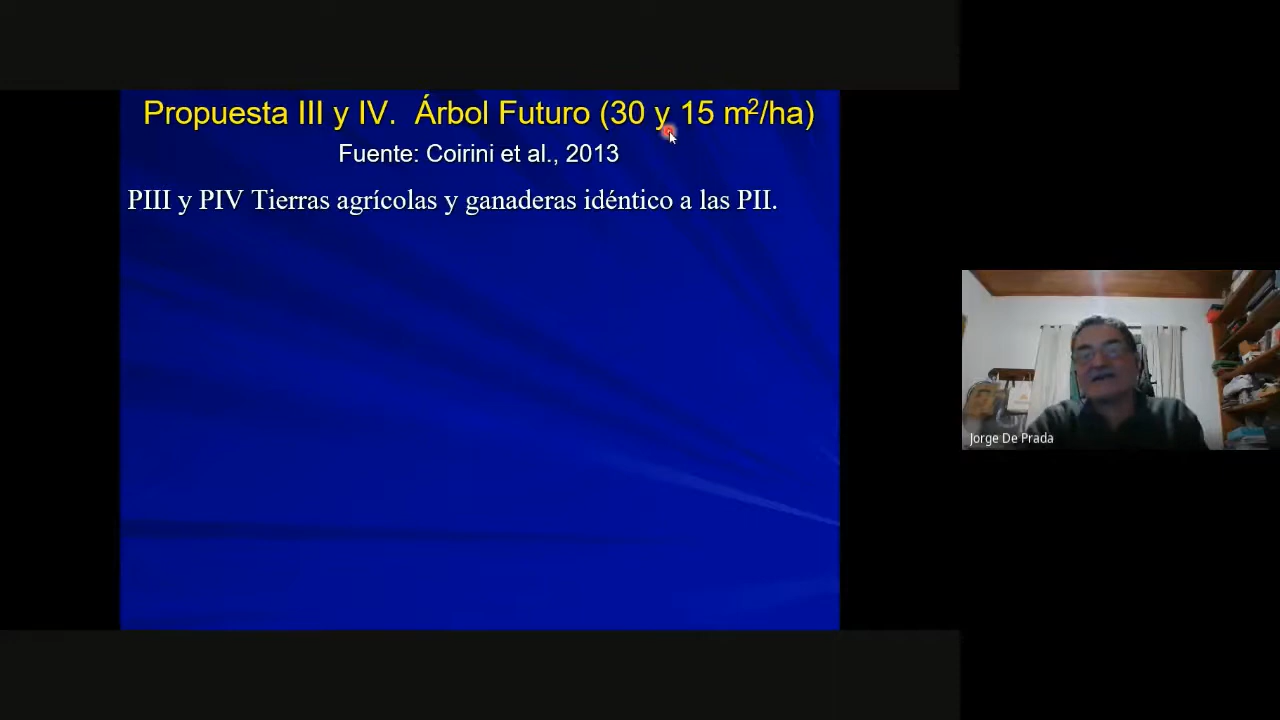 Propuesta III y IV. Árbol Futuro (30 y 15 m²/ha)
Fuente: Coirini et al., 2013
PIII y PIV Tierras agrícolas y ganaderas idéntico a las PII.
Jorge De Prada